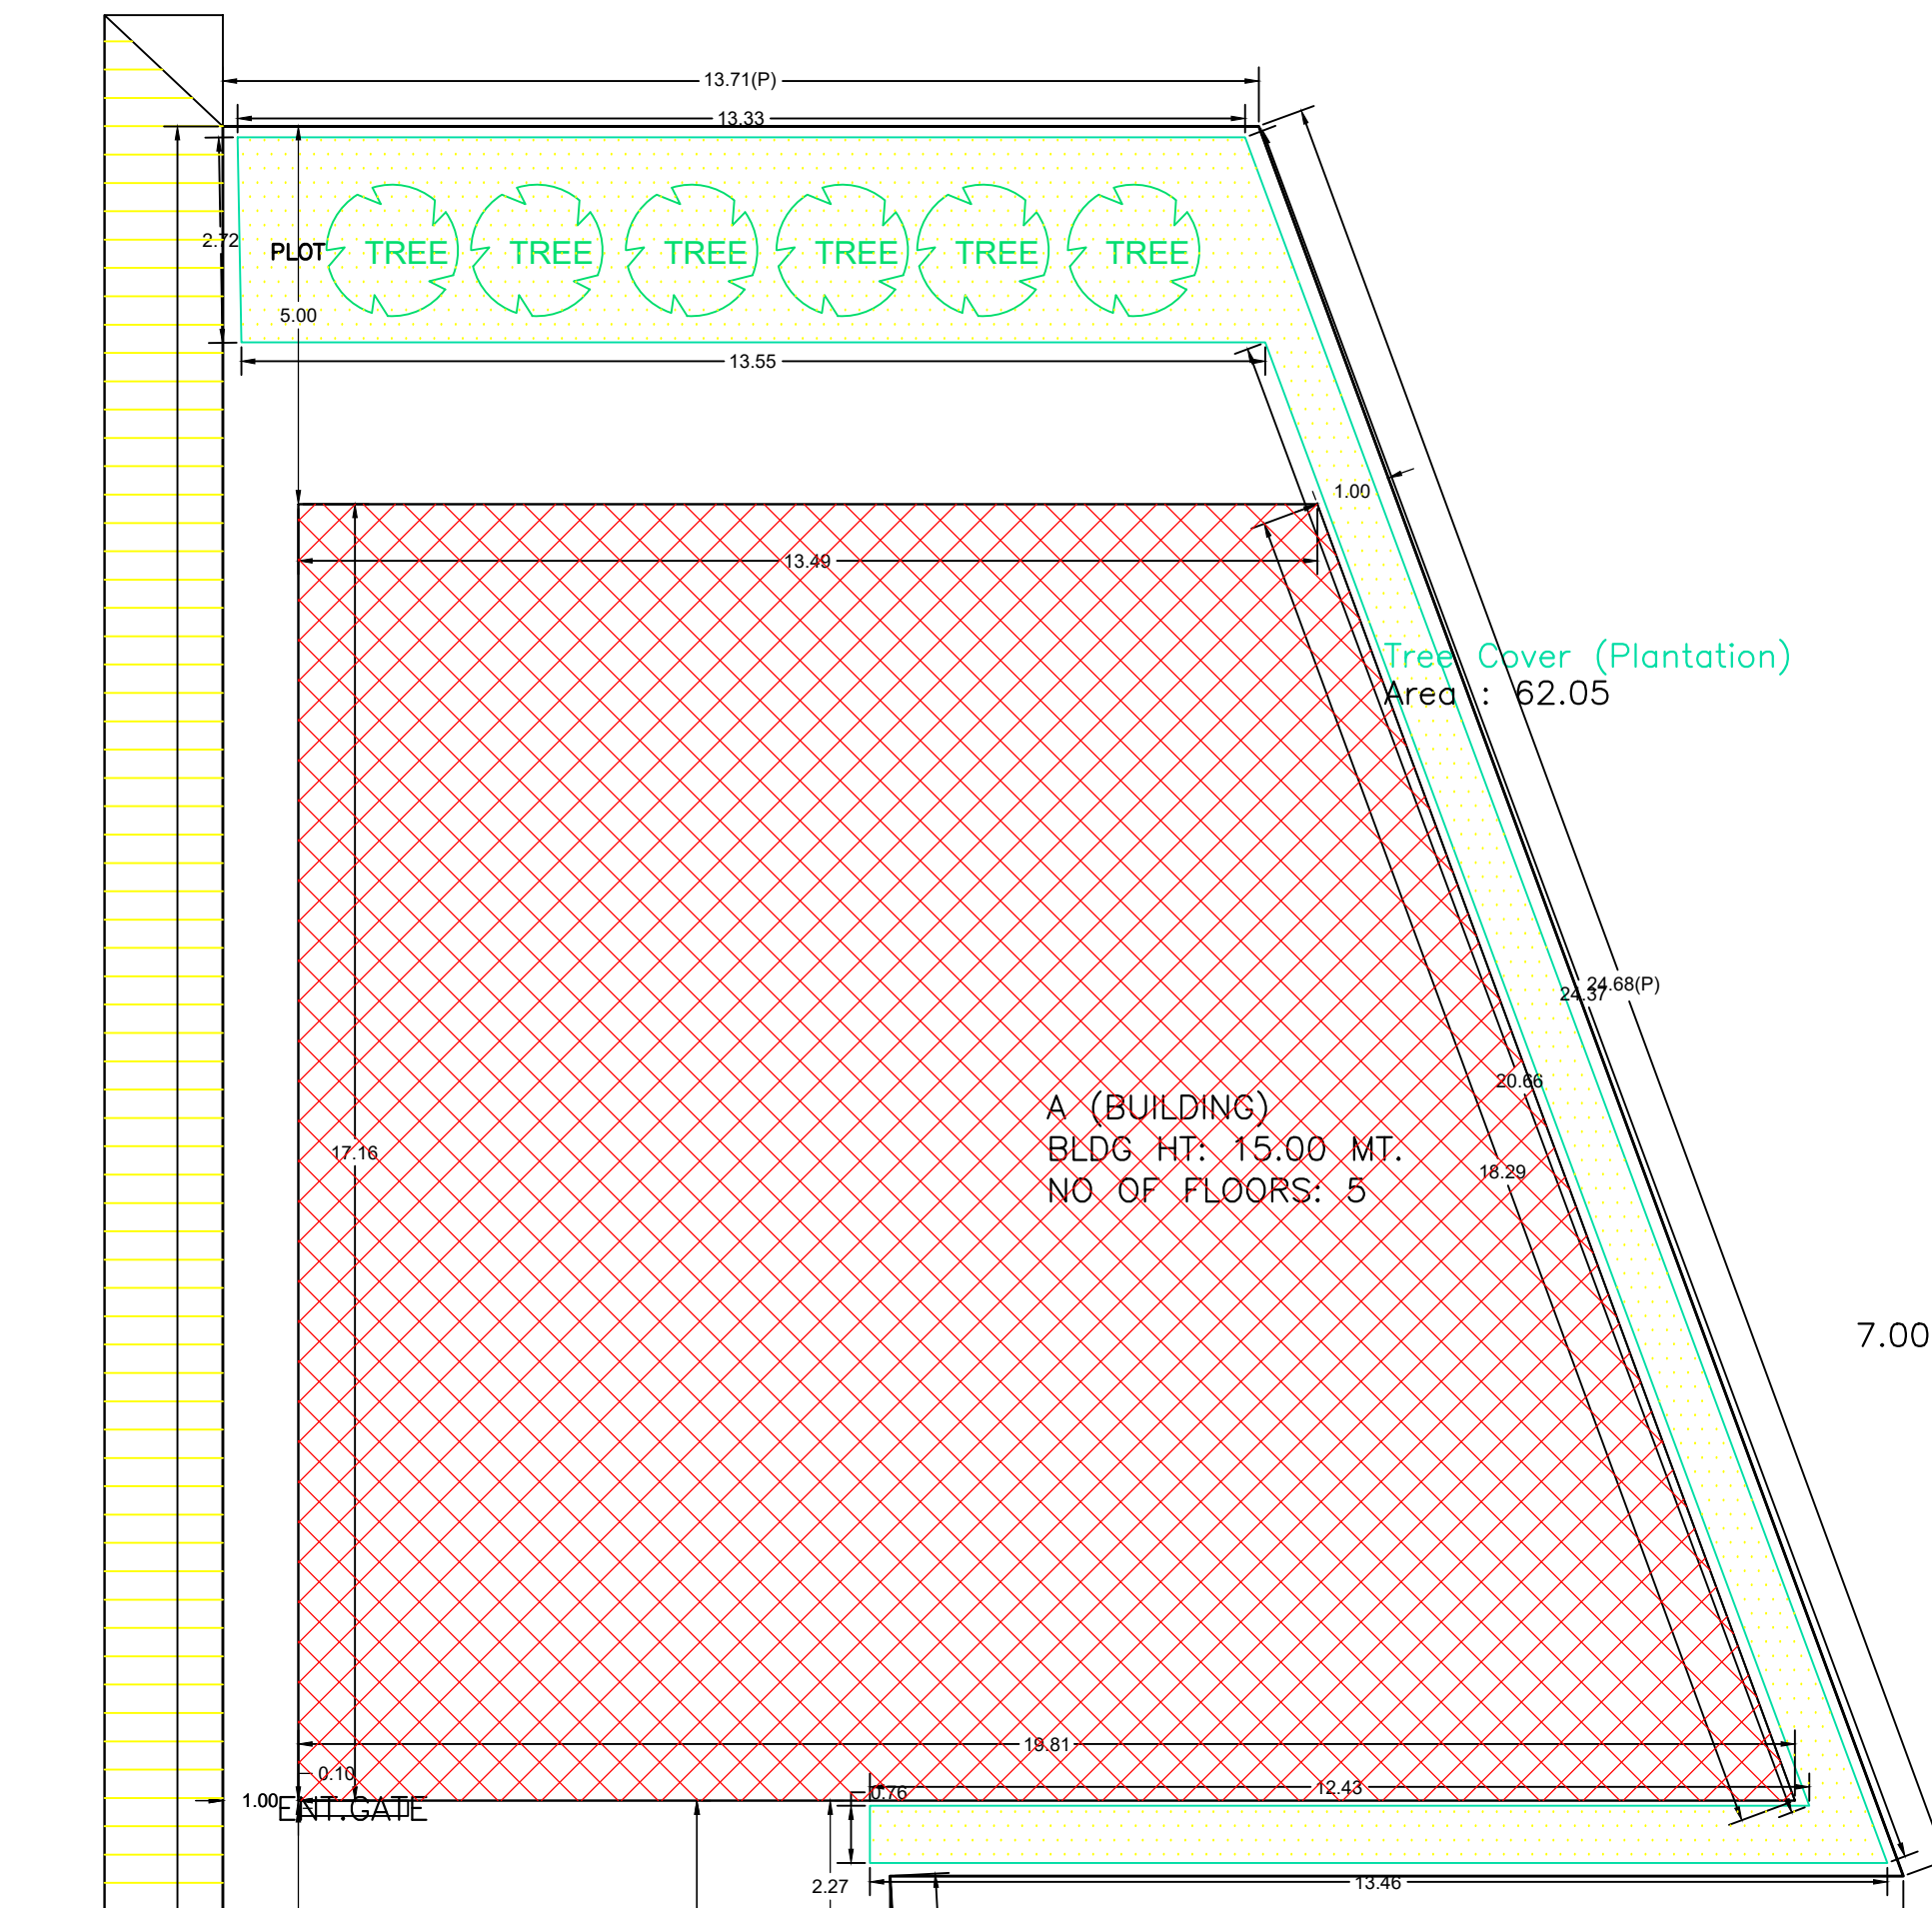 13.71(P)
13.33
2.72
PLOT
TREE
TREE
TREE
TREE
TREE
TREE
5.00
13.55
1.00
13.49
Tree Cover (Plantation)
Area : 62.05
24.68(P)
24.37
20.66
A (BUILDING)
BLDG HT: 15.00 MT.
NO OF FLOORS: 5
17.16
18.29
7.00
19.81
0.10
12.43
0.76
1.00
ENT.GATE
2.27
13.46